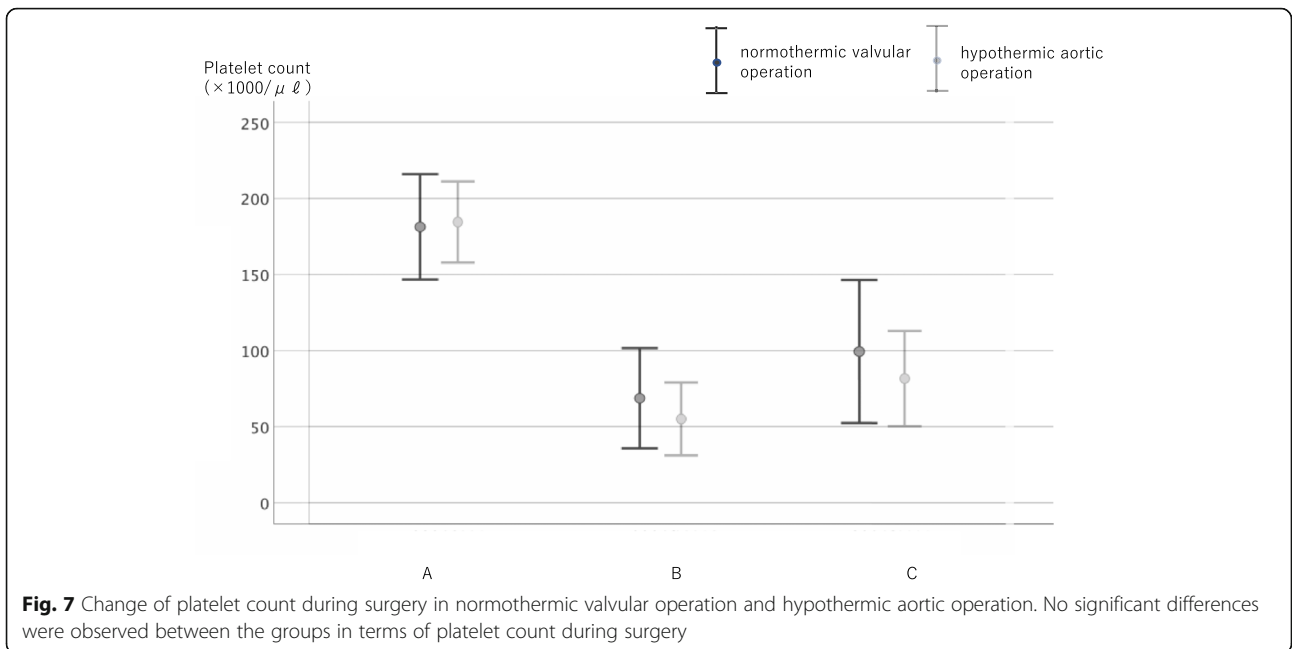 normothermic valvular
operation
hypothermic aortic
operation
Platelet count
(×1000/μ ℓ)
250
200
150
100
50
0
A B C
Fig. 7 Change of platelet count during surgery in normothermic valvular operation and hypothermic aortic operation. No significant differences
were observed between the groups in terms of platelet count during surgery